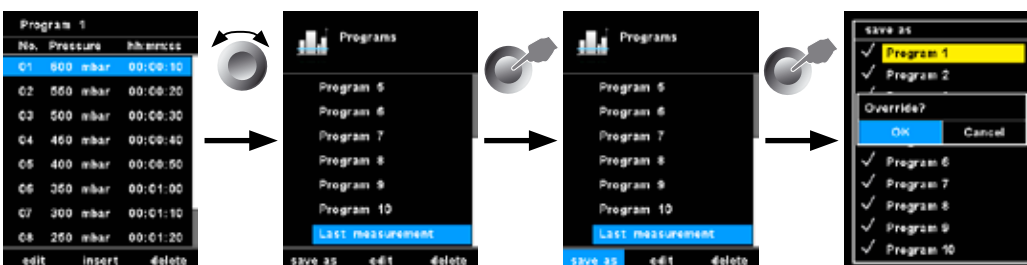 Program 1
No. Pressure hh:mm:ss
01 600 mbar 00:00:10
02 550 mbar 00:00:20
03 500 mbar 00:00:30
04 450 mbar 00:00:40
05 400 mbar 00:00:50
06 350 mbar 00:01:00
07 300 mbar 00:01:10
08 250 mbar 00:01:20
edit insert delete
Programs
Program 5
Program 6
Program 7
Program 8
Program 9
Program 10
Last measurement
save as edit delete
Programs
Program 5
Program 6
Program 7
Program 8
Program 9
Program 10
Last measurement
save as edit delete
save as
Program 1
Program 2
Override?
OK Cancel
Program 6
Program 7
Program 8
Program 9
Program 10